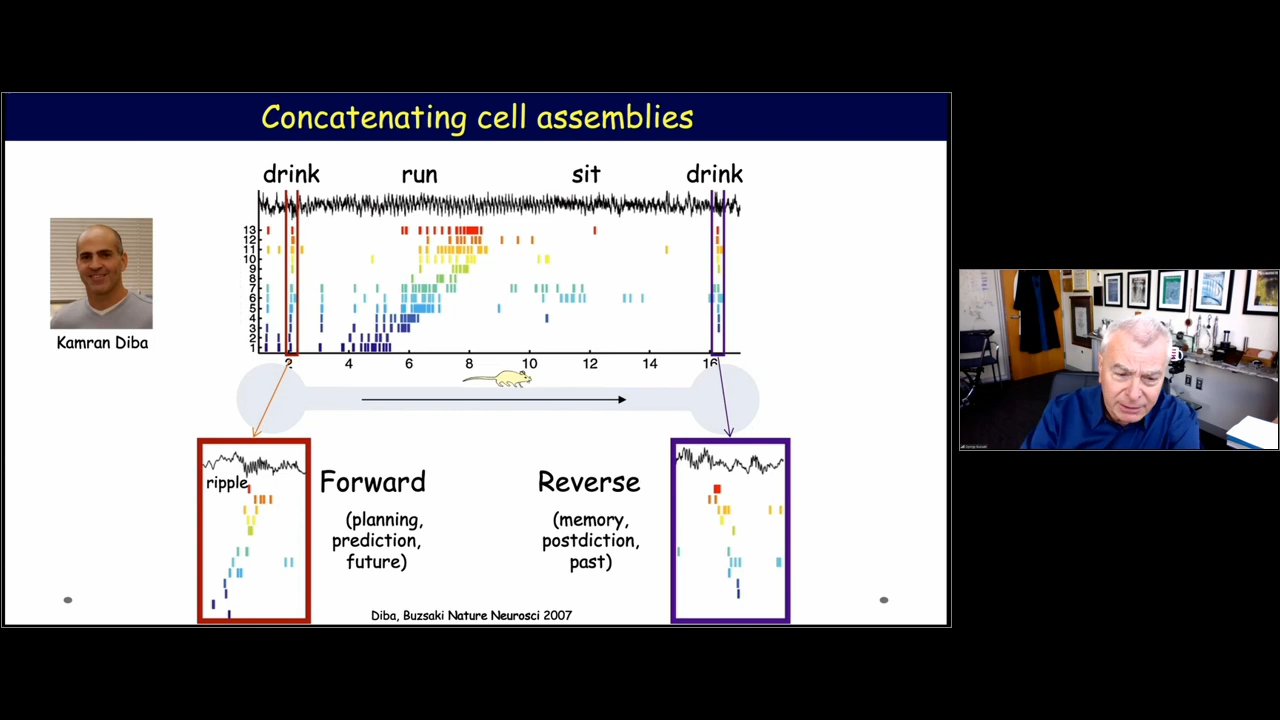 Concatenating cell assemblies
drink run sit drink
13
12
11
10
9
8
7
6
5
4
3
2
1
2 4 6 8 10 12 14 16
Kamran Diba
ripple
Forward
(planning,
prediction,
future)
Reverse
(memory,
postdiction,
past)
Diba, Buzsaki Nature Neurosci 2007